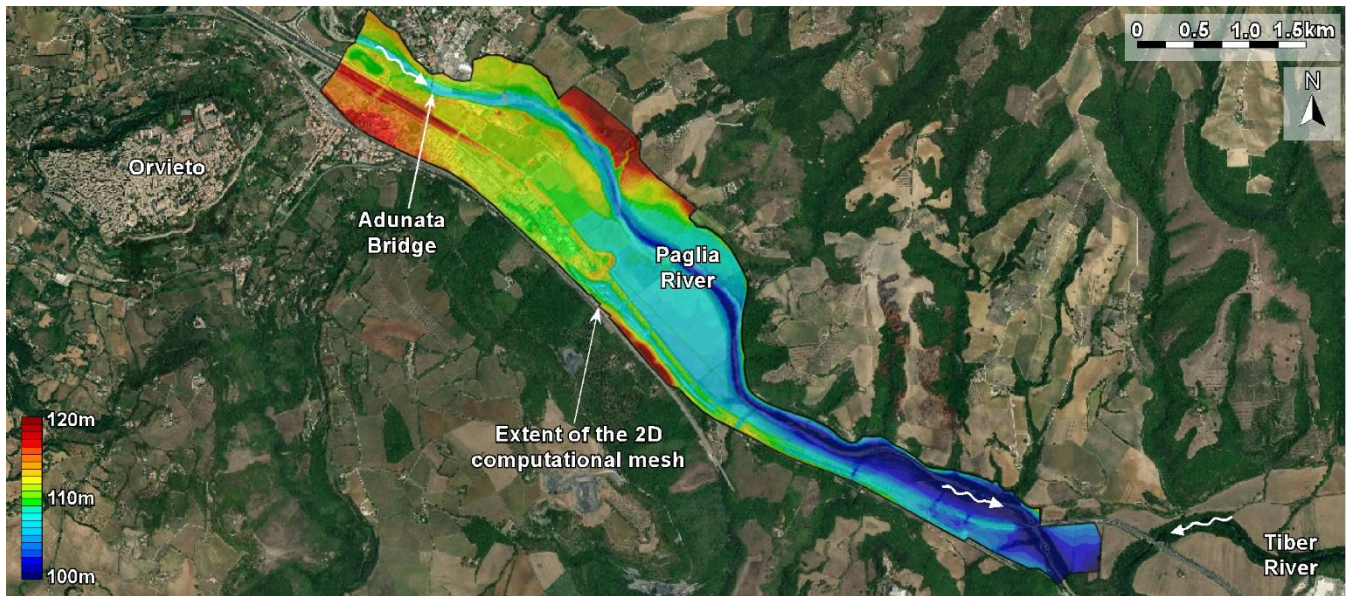 0 0.5 1.0 1.5km
N
Orvieto
Adunata
Bridge
Paglia
River
Extent of the 2D
computational mesh
120m
110m
100m
Tiber
River